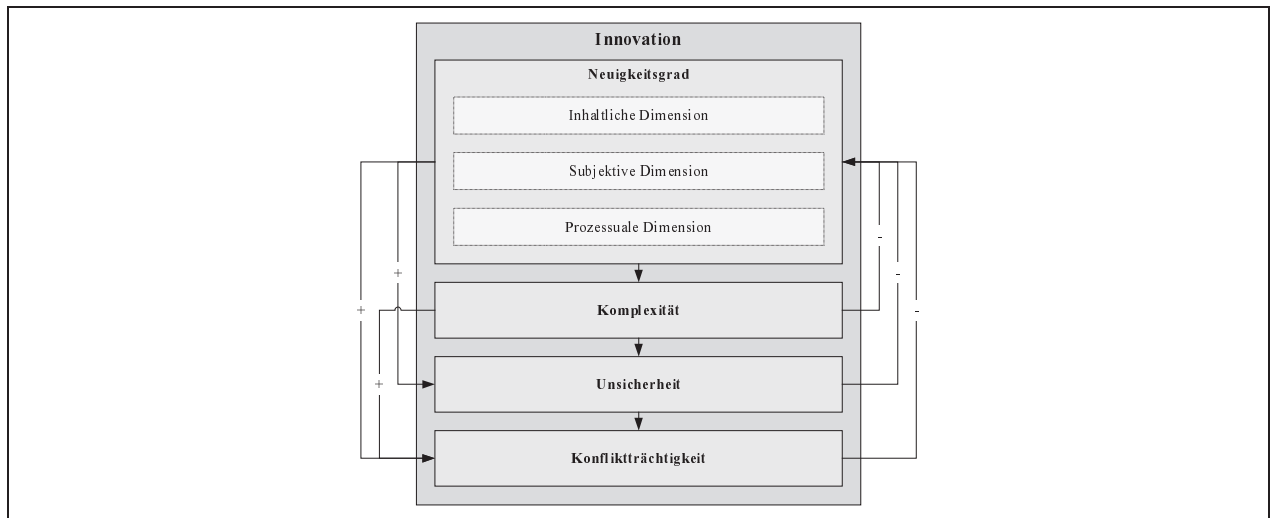 Innovation
Neuigkeitsgrad
Inhaltliche Dimension
Subjektive Dimension
Prozessuale Dimension
-
+
-
+
Komplexität
-
+
Unsicherheit
Konfliktträchtigkeit